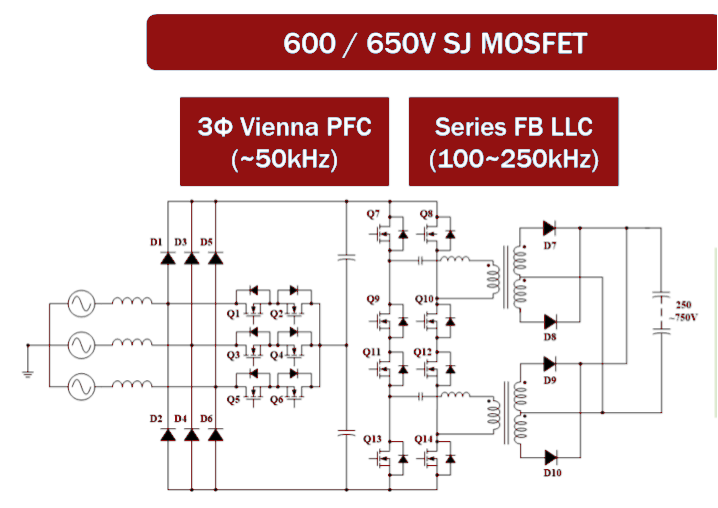 600 / 650V SJ MOSFET
3Φ Vienna PFC
(~50kHz)
Series FB LLC
(100~250kHz)
Q7 Q8
D1 D3 D5
D7
Q1 Q2
Q9 Q10
250
~750V
D8
Q3 Q4
Q11 Q12
D9
Q5 Q6
D2 D4 D6
Q13 Q14
D10